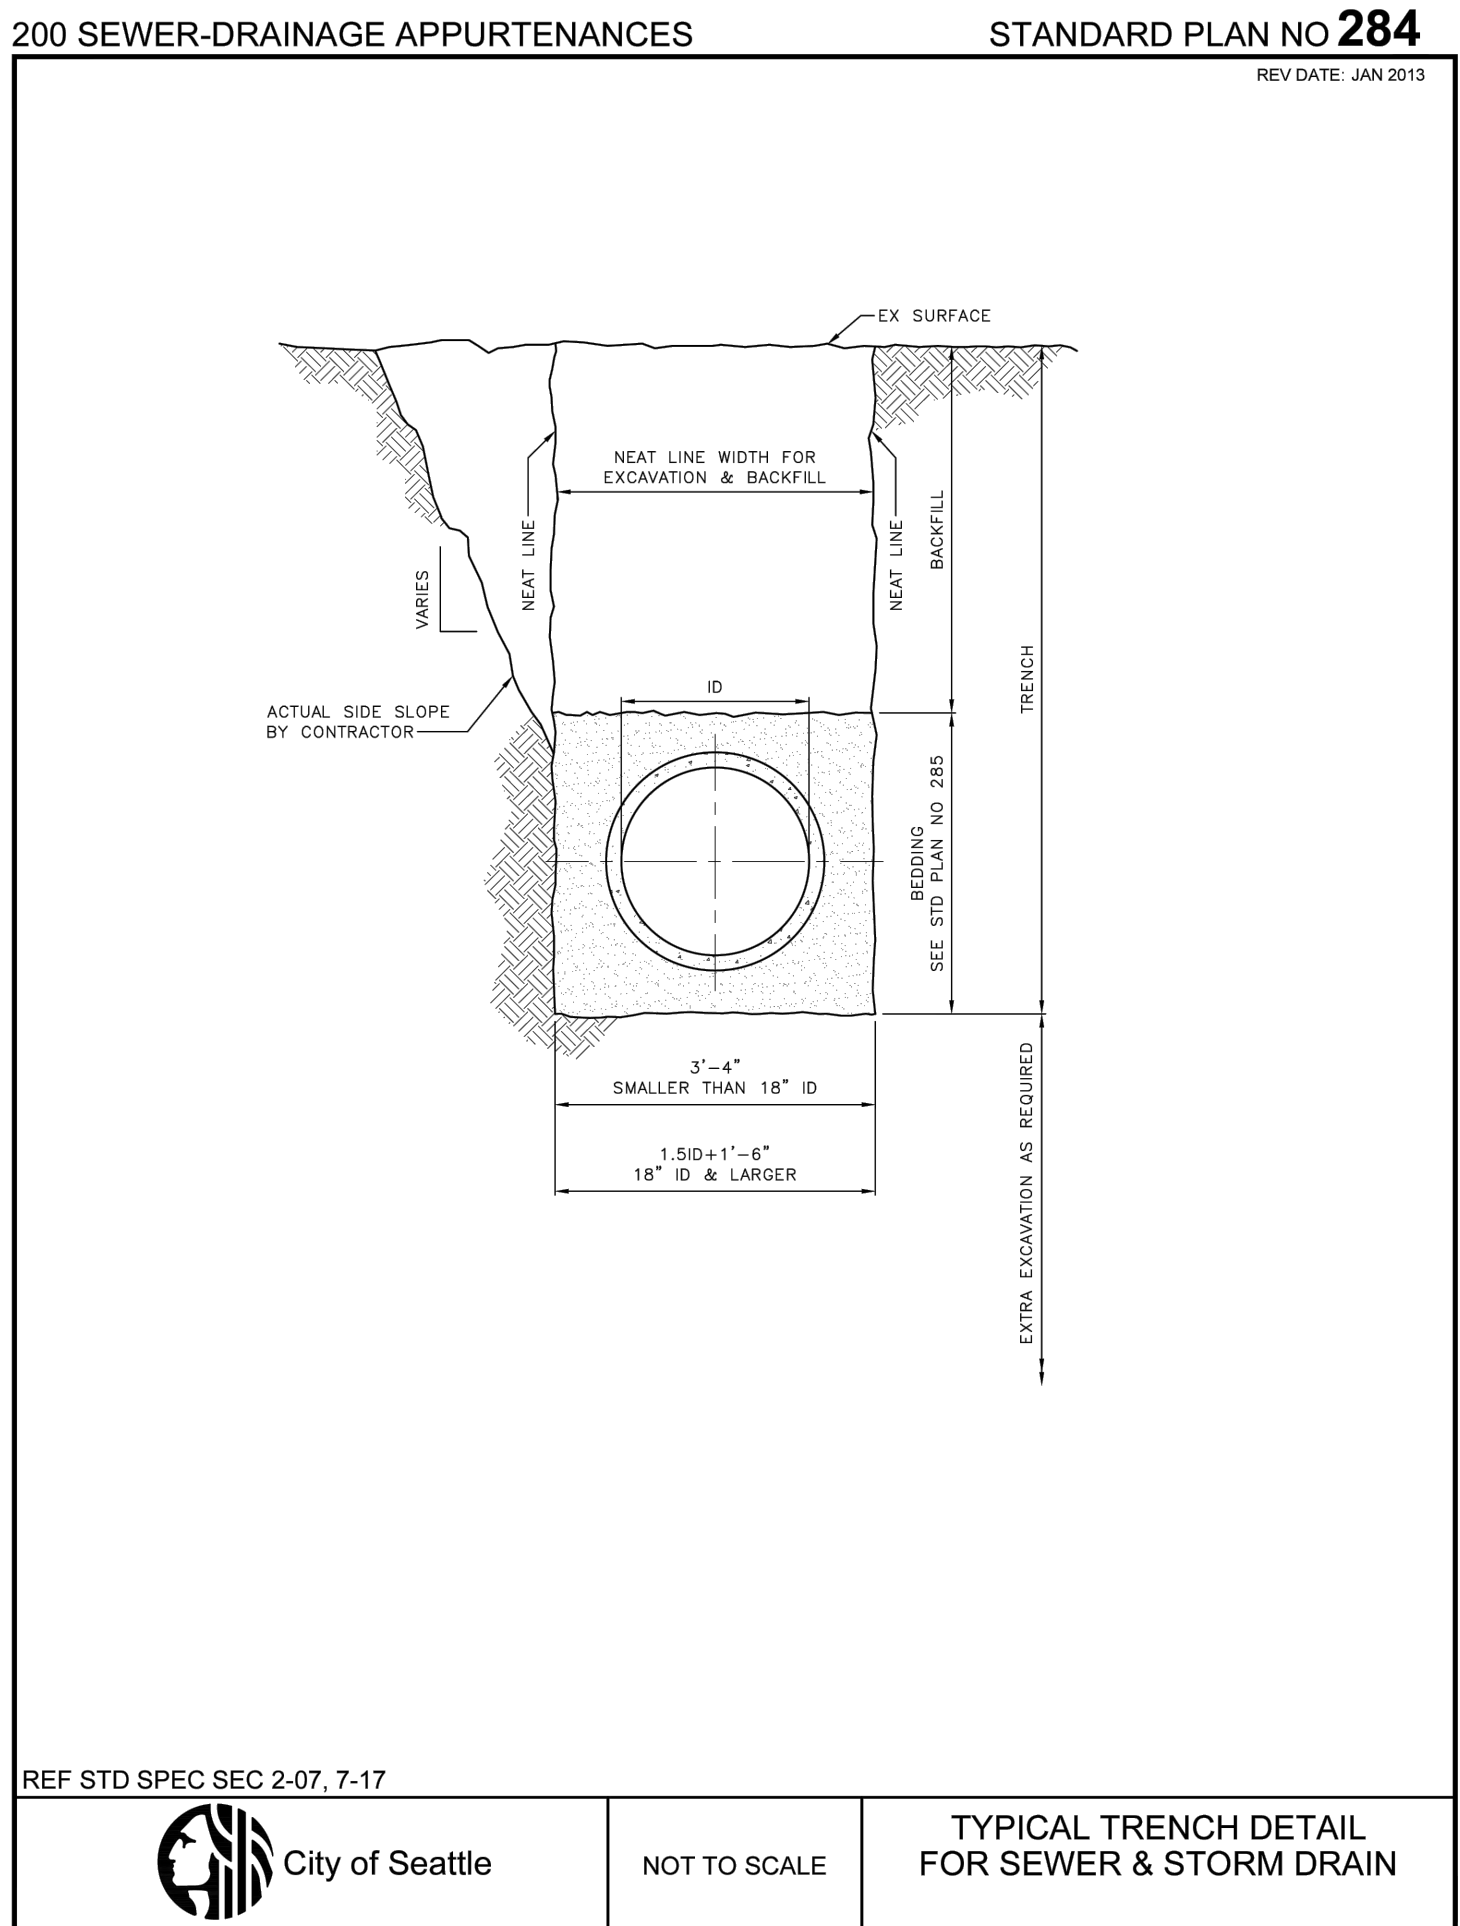 200 SEWER-DRAINAGE APPURTENANCES
STANDARD PLAN NO 284
REV DATE: JAN 2013
EX SURFACE
NEAT LINE WIDTH FOR
EXCAVATION & BACKFILL
NEAT LINE
NEAT LINE
BACKFILL
VARIES
TRENCH
ID
ACTUAL SIDE SLOPE
BY CONTRACTOR
BEDDING
SEE STD PLAN NO 285
3'-4"
SMALLER THAN 18" ID
1.5ID+1'-6"
18" ID & LARGER
EXTRA EXCAVATION AS REQUIRED
REF STD SPEC SEC 2-07, 7-17
City of Seattle
NOT TO SCALE
TYPICAL TRENCH DETAIL
FOR SEWER & STORM DRAIN